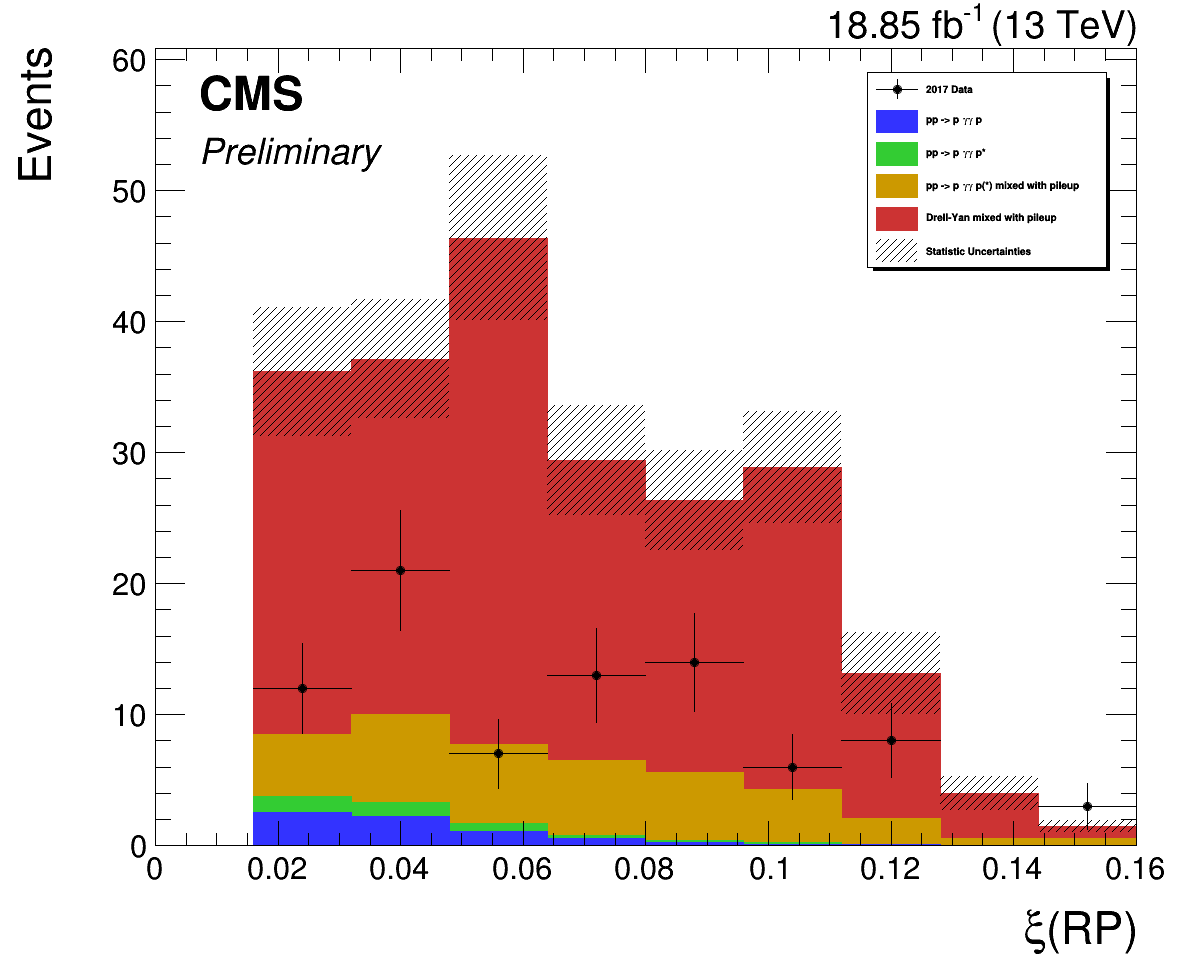 18.85 fb⁻¹ (13 TeV)
Events
CMS
Preliminary
2017 Data
pp -> p γγ p
pp -> p γγ p*
pp -> p γγ p(*) mixed with pileup
Drell-Yan mixed with pileup
Statistic Uncertainties
60
50
40
30
20
10
0
0 0.02 0.04 0.06 0.08 0.1 0.12 0.14 0.16
ξ(RP)